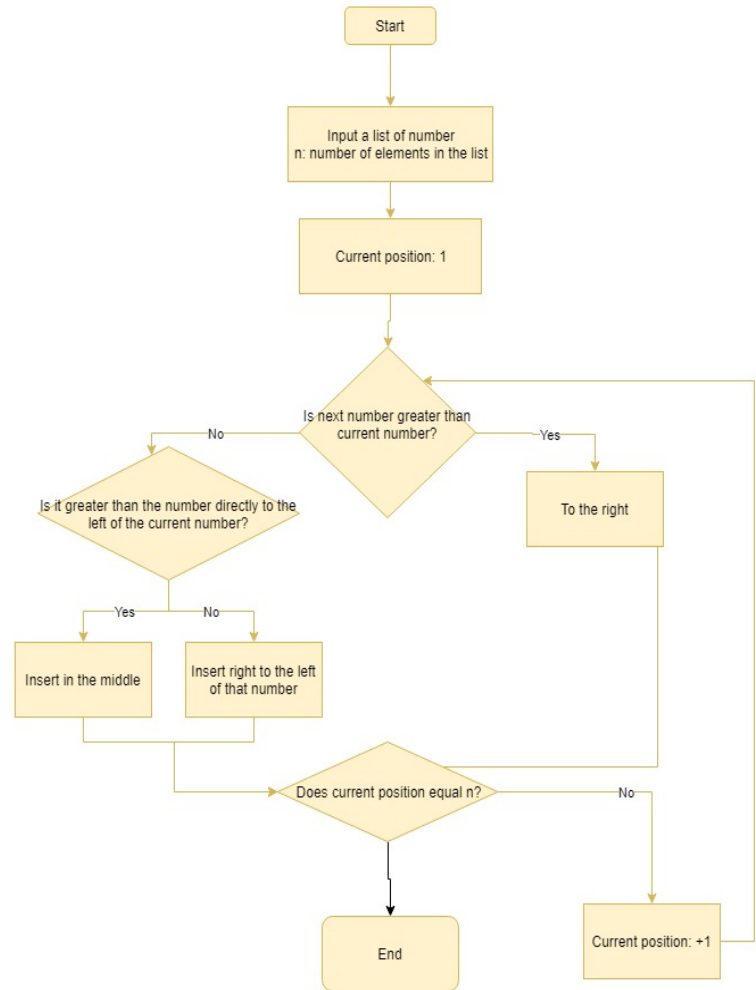 Start
Input a list of number
n: number of elements in the list
Current position: 1
Is next number greater than
current number?
No
Yes
Is it greater than the number directly to the
left of the current number?
To the right
Yes
No
Insert in the middle
Insert right to the left
of that number
Does current position equal n?
No
Current position: +1
End